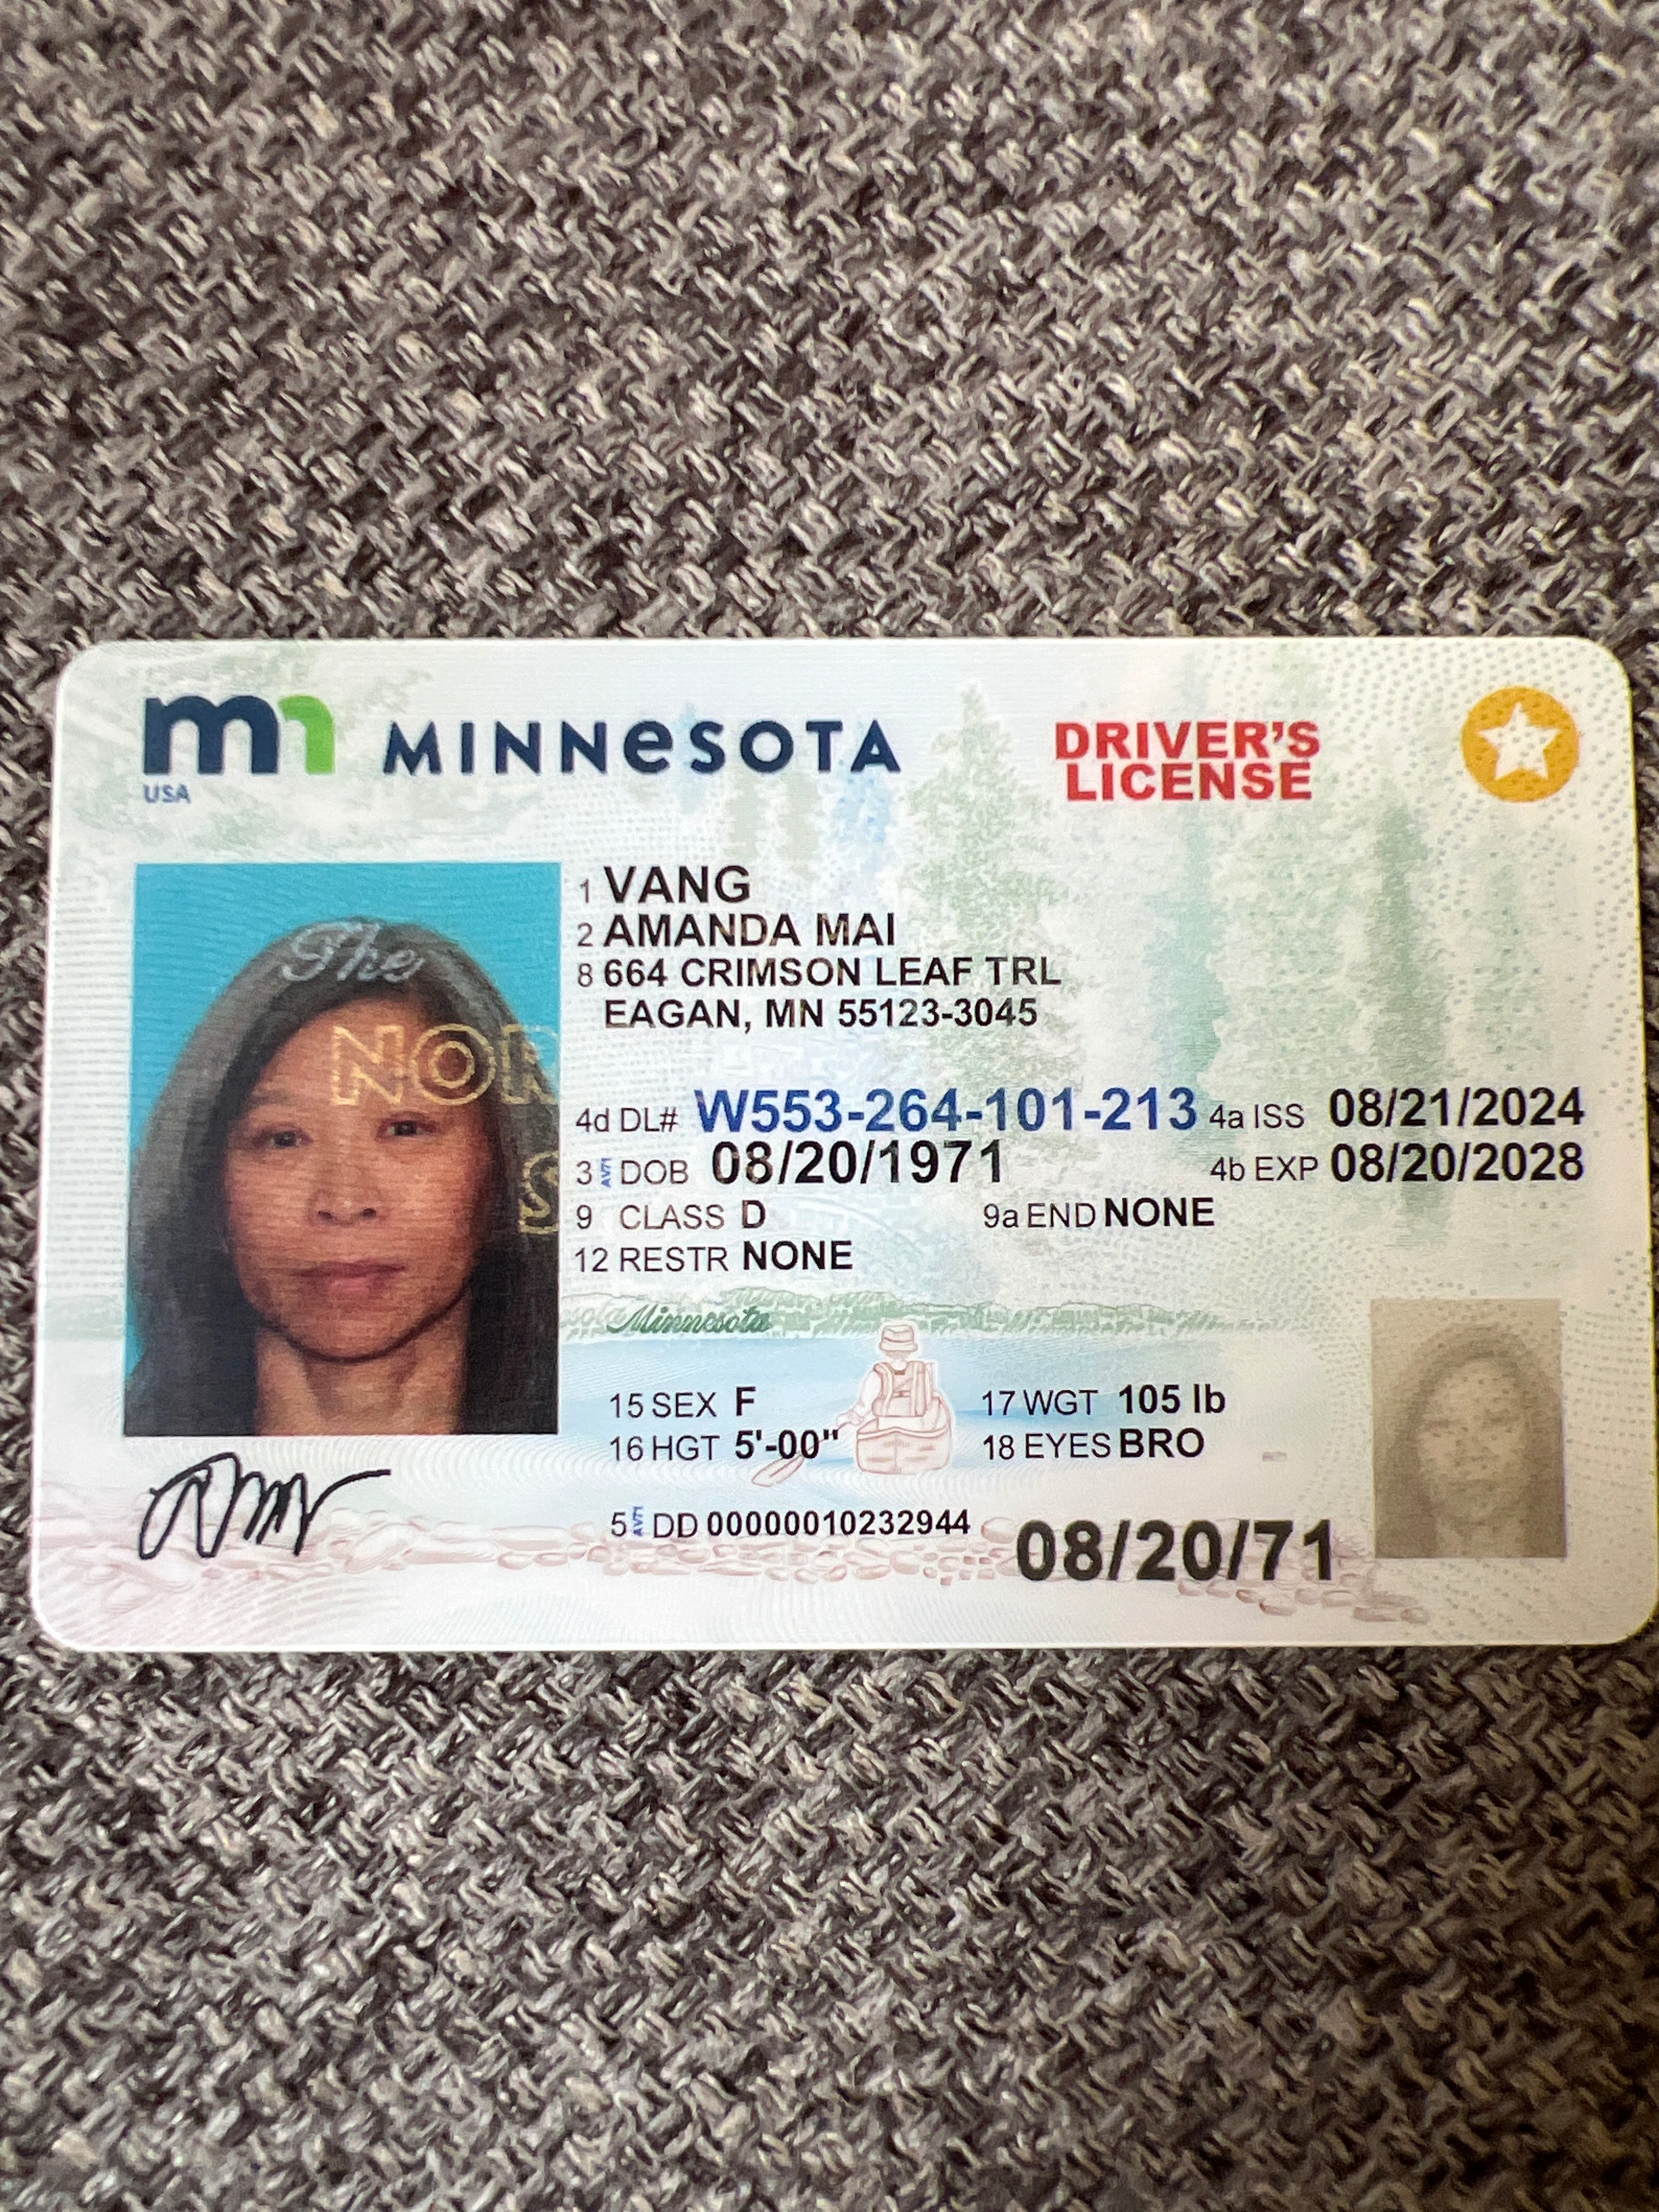 mn
USA
MINNeSOTA
DRIVER'S
LICENSE
The
NOR
S
1 VANG
2 AMANDA MAI
8 664 CRIMSON LEAF TRL
EAGAN, MN 55123-3045
4d DL# W553-264-101-213 4a ISS 08/21/2024
3 DOB 08/20/1971 4b EXP 08/20/2028
9 CLASS D 9a END NONE
12 RESTR NONE
Minnesota
15 SEX F 17 WGT 105 lb
16 HGT 5'-00" 18 EYES BRO
5 DD 00000010232944
08/20/71